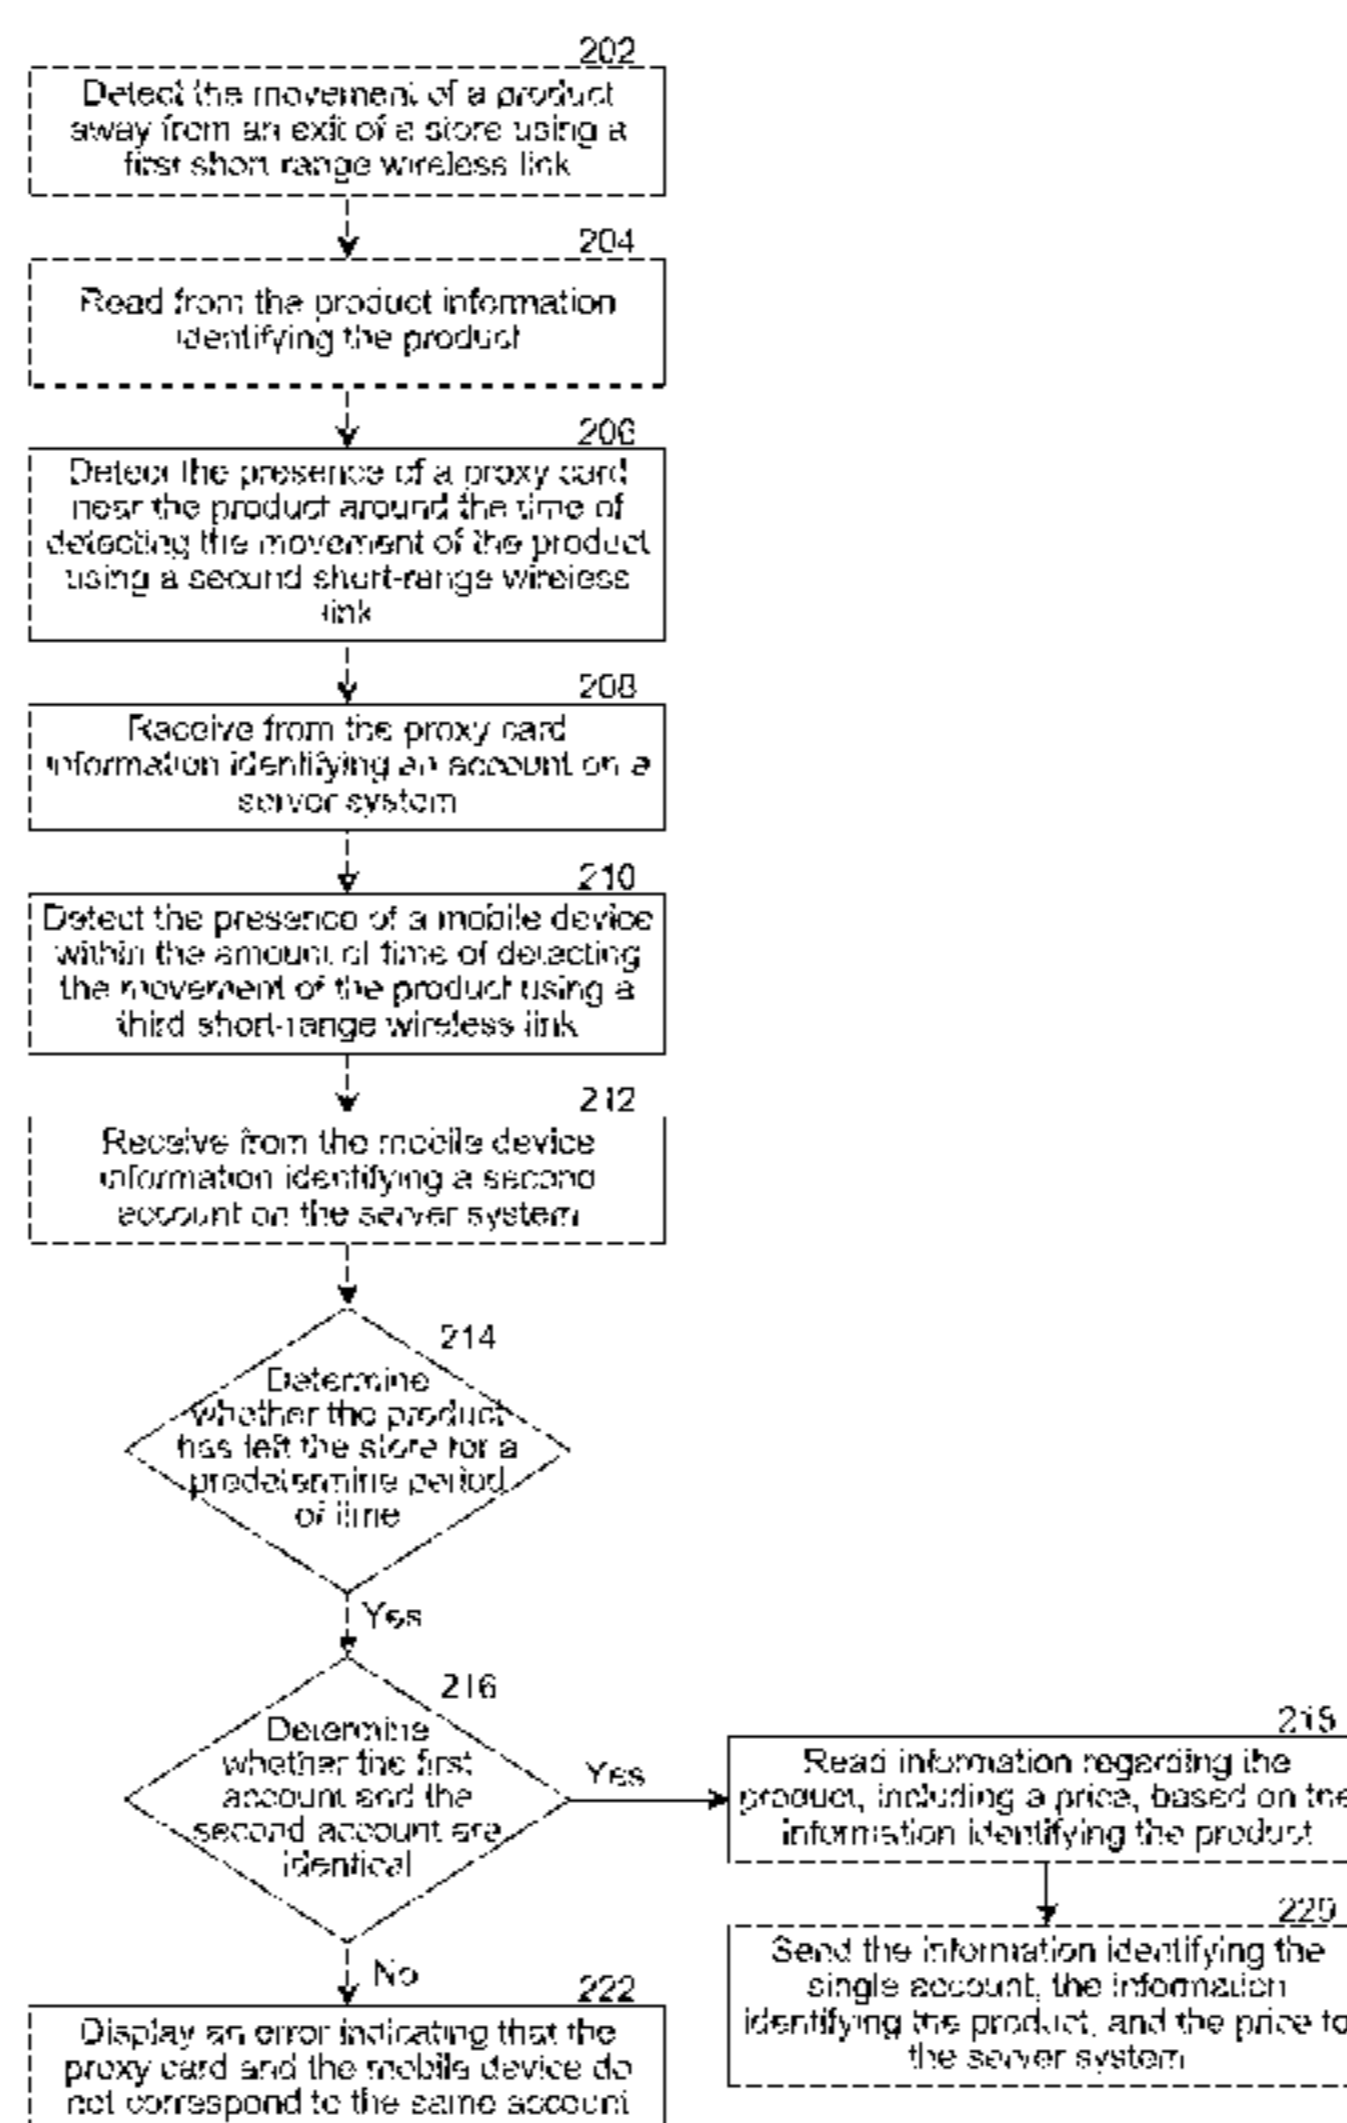 202
Detect the movement of a product
away from an exit of a store using a
first short range wireless link
204
Read from the product information
identifying the product
206
Detect the presence of a proxy card
near the product around the time of
detecting the movement of the product
using a second short-range wireless
link
208
Receive from the proxy card
information identifying an account on a
server system
210
Detect the presence of a mobile device
within the amount of time of detecting
the movement of the product using a
third short-range wireless link
212
Receive from the mobile device
information identifying a second
account on the server system
214
Determine
whether the product
has left the store for a
predetermine period
of time
Yes
216
Determine
whether the first
account and the
second account are
identical
Yes
218
Read information regarding the
product, including a price, based on the
information identifying the product
220
Send the information identifying the
single account, the information
identifying the product, and the price to
the server system
No
222
Display an error indicating that the
proxy card and the mobile device do
not correspond to the same account